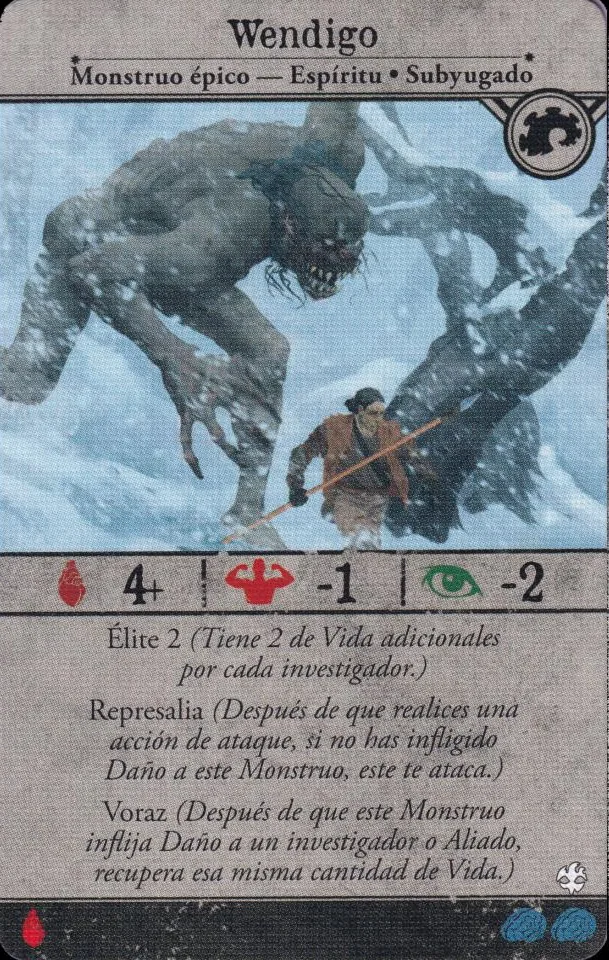 Wendigo
Monstruo épico — Espíritu • Subyugado
4+ -1 -2
Élite 2 (Tiene 2 de Vida adicionales
por cada investigador.)
Represalia (Después de que realices una
acción de ataque, si no has infligido
Daño a este Monstruo, este te ataca.)
Voraz (Después de que este Monstruo
inflija Daño a un investigador o Aliado,
recupera esa misma cantidad de Vida.)